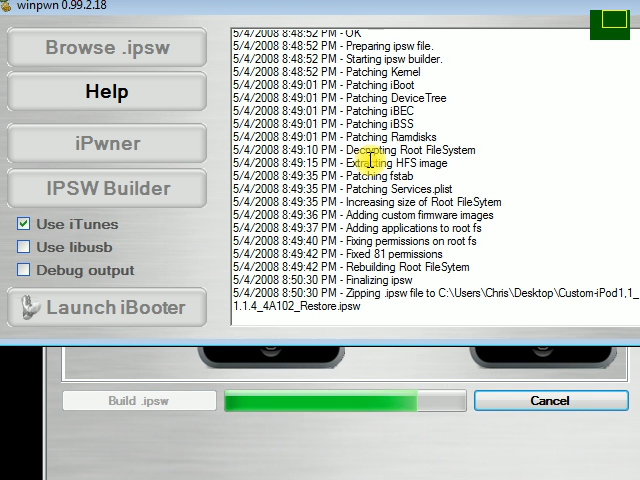 winpwn 0.99.2.18
Browse .ipsw
Help
iPwner
IPSW Builder
Use iTunes
Use libusb
Debug output
Launch iBooter
5/4/2008 8:48:52 PM - OK
5/4/2008 8:48:52 PM - Preparing ipsw file.
5/4/2008 8:48:52 PM - Starting ipsw builder.
5/4/2008 8:48:52 PM - Patching Kernel
5/4/2008 8:49:01 PM - Patching iBoot
5/4/2008 8:49:01 PM - Patching DeviceTree
5/4/2008 8:49:01 PM - Patching iBEC
5/4/2008 8:49:01 PM - Patching iBSS
5/4/2008 8:49:01 PM - Patching Ramdisks
5/4/2008 8:49:10 PM - Decrypting Root FileSystem
5/4/2008 8:49:15 PM - Extracting HFS image
5/4/2008 8:49:35 PM - Patching fstab
5/4/2008 8:49:35 PM - Patching Services.plist
5/4/2008 8:49:35 PM - Increasing size of Root FileSytem
5/4/2008 8:49:36 PM - Adding custom firmware images
5/4/2008 8:49:37 PM - Adding applications to root fs
5/4/2008 8:49:40 PM - Fixing permissions on root fs
5/4/2008 8:49:42 PM - Fixed 81 permissions
5/4/2008 8:49:42 PM - Rebuilding Root FileSytem
5/4/2008 8:50:30 PM - Finalizing ipsw
5/4/2008 8:50:30 PM - Zipping .ipsw file to C:\Users\Chris\Desktop\Custom-iPod1,1_
1.1.4_4A102_Restore.ipsw
Build .ipsw
Cancel